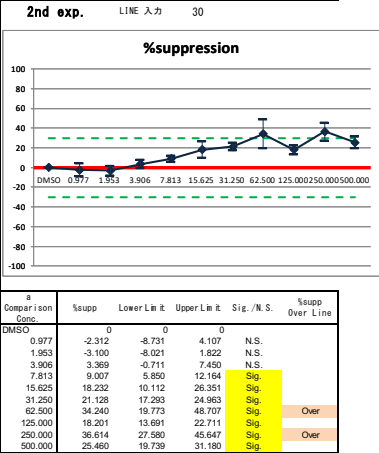 2nd exp. LINE 入力 30
%suppression
100
80
60
40
20
0
DMSO 0.977 1.953 3.906 7.813 15.625 31.250 62.500 125.000 250.000 500.000
-20
-40
-60
-80
-100
a
Comparison Conc. %supp Lower Limit Upper Limit Sig./N.S. %supp Over Line
DMSO 0 0 0
0.977 -2.312 -8.731 4.107 N.S.
1.953 -3.100 -8.021 1.822 N.S.
3.906 3.369 -0.711 7.450 N.S.
7.813 9.007 5.850 12.164 Sig.
15.625 18.232 10.112 26.351 Sig.
31.250 21.128 17.293 24.963 Sig.
62.500 34.240 19.773 48.707 Sig. Over
125.000 18.201 13.691 22.711 Sig.
250.000 36.614 27.580 45.647 Sig. Over
500.000 25.460 19.739 31.180 Sig.